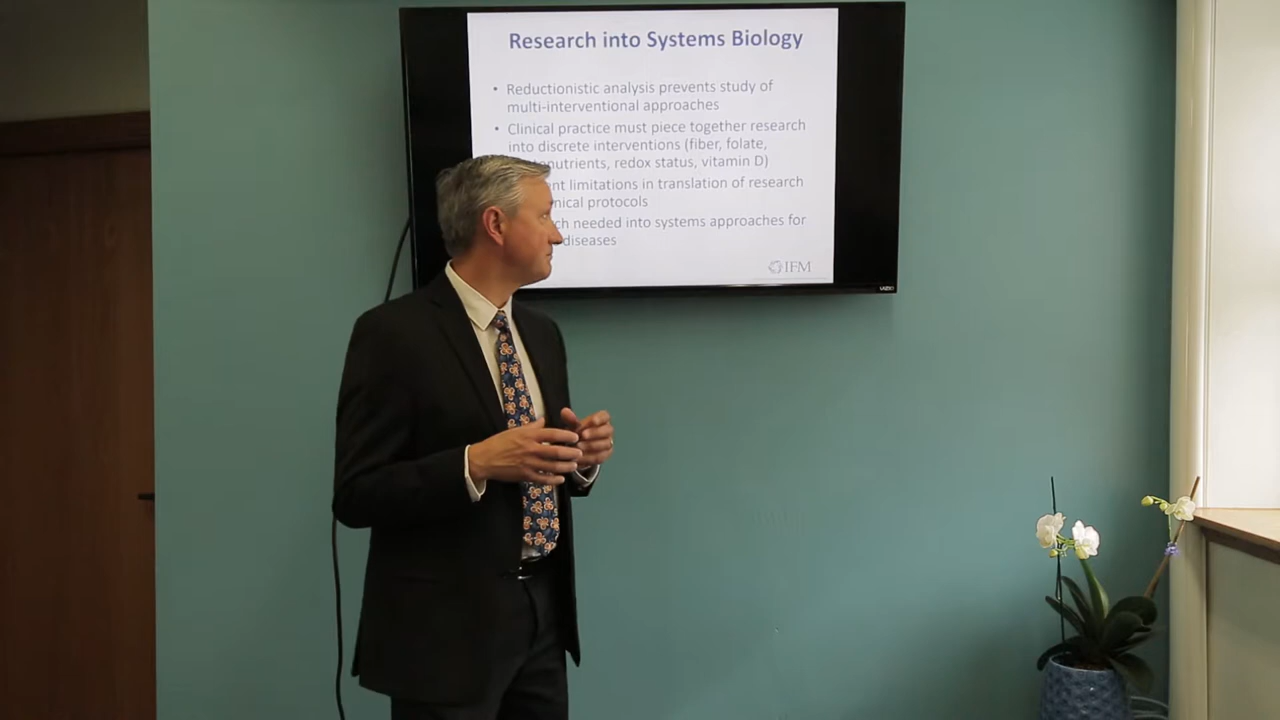 Research into Systems Biology
• Reductionistic analysis prevents study of
multi-interventional approaches
• Clinical practice must piece together research
into discrete interventions (fiber, folate,
nutrients, redox status, vitamin D)
limitations in translation of research
protocols
needed into systems approaches for
diseases
IFM
VIZIO